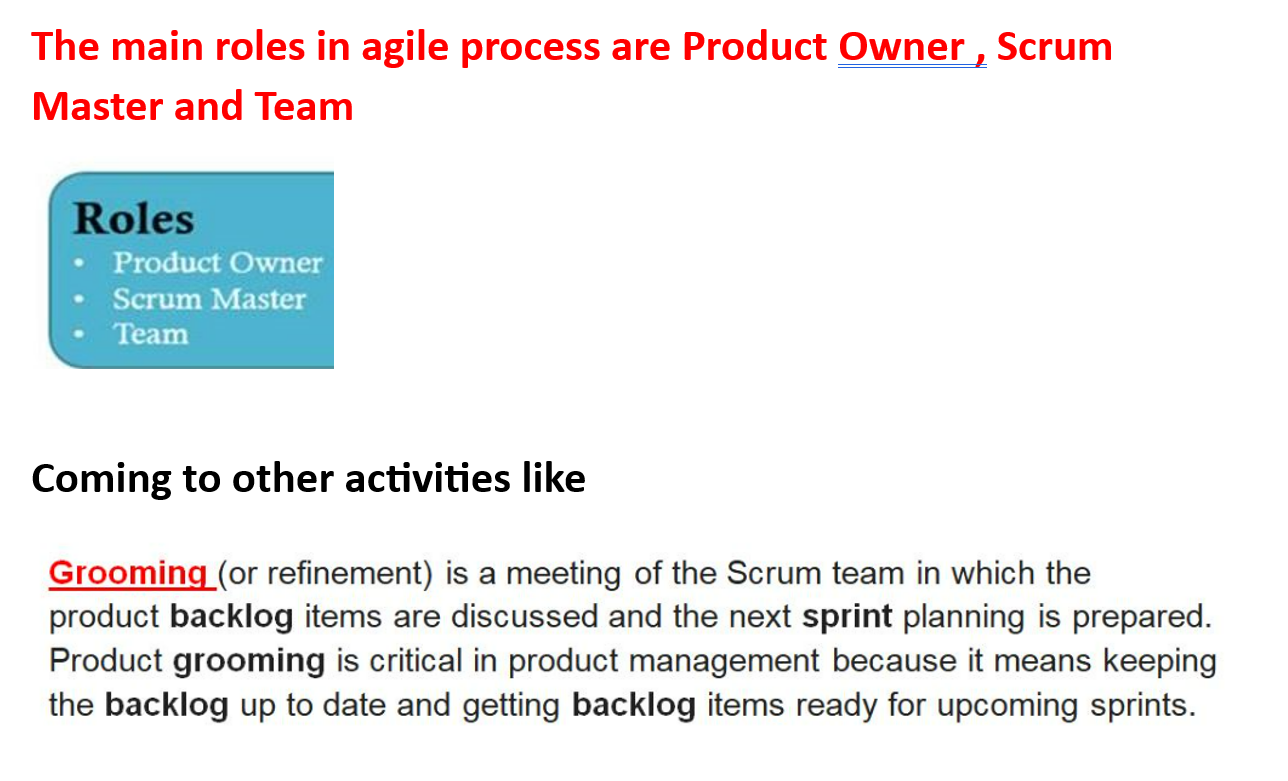 The main roles in agile process are Product Owner , Scrum
Master and Team
Roles
• Product Owner
• Scrum Master
• Team
Coming to other activities like
Grooming (or refinement) is a meeting of the Scrum team in which the
product backlog items are discussed and the next sprint planning is prepared.
Product grooming is critical in product management because it means keeping
the backlog up to date and getting backlog items ready for upcoming sprints.